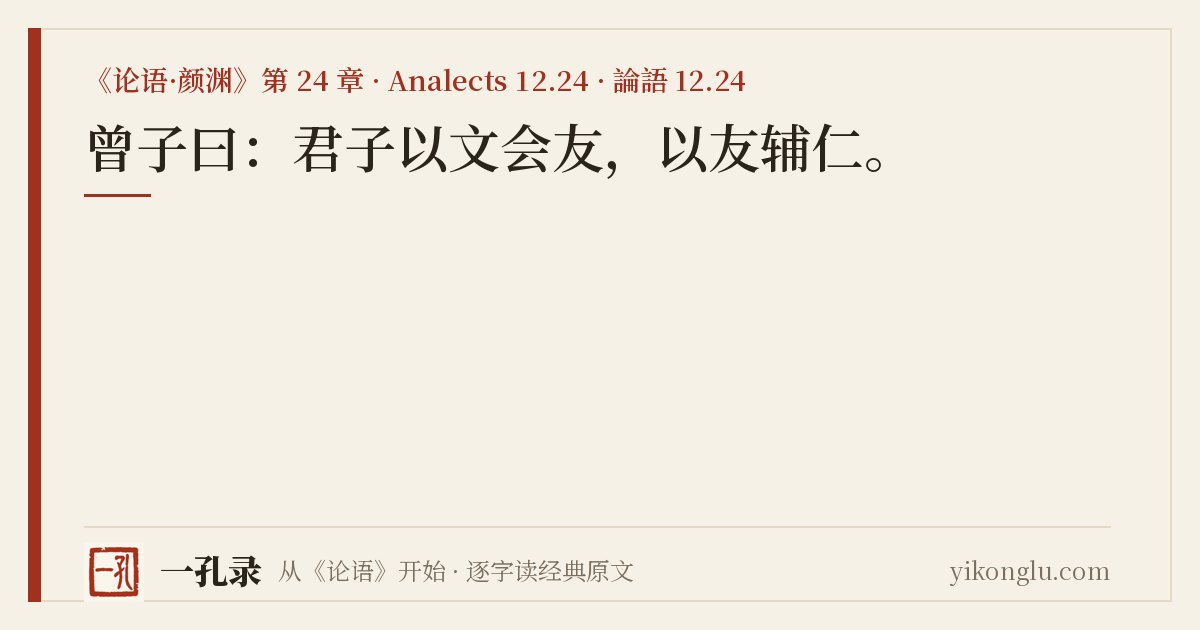 《论语·颜渊》第 24 章 · Analects 12.24 · 論語 12.24
曾子曰：君子以文会友，以友辅仁。
一孔
一孔录 从《论语》开始 · 逐字读经典原文 yikonglu.com